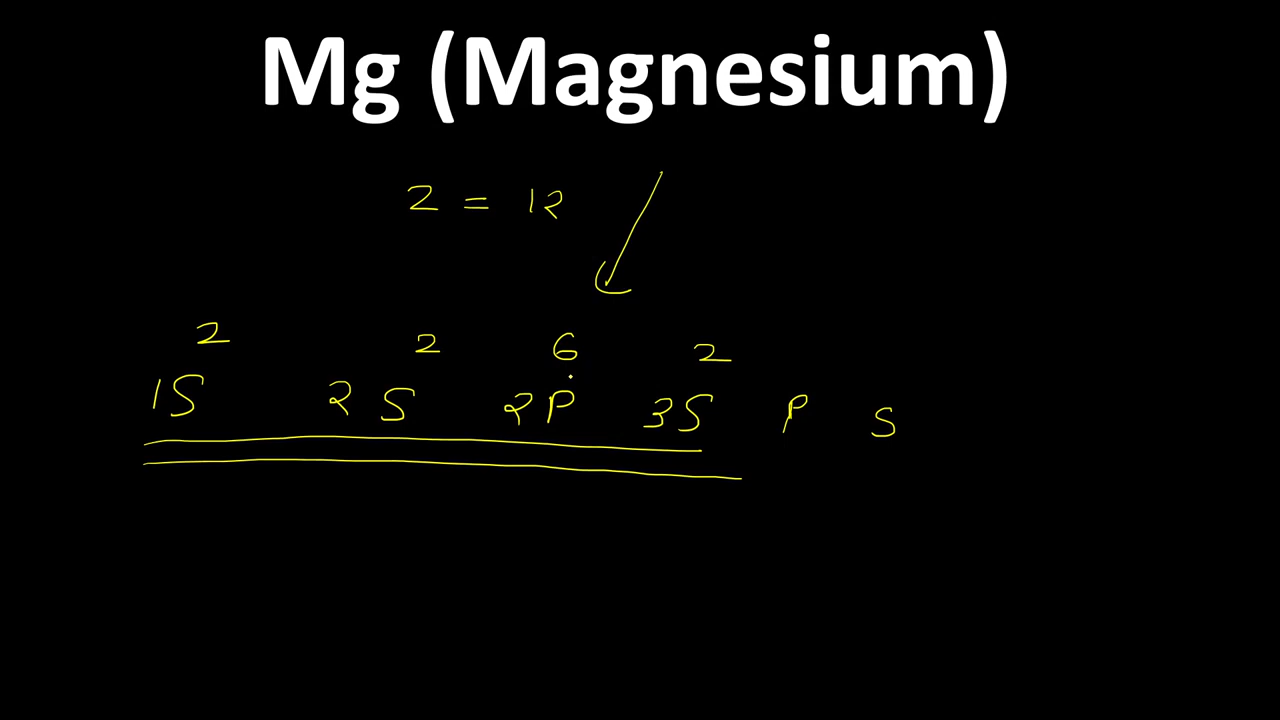 Mg (Magnesium)
Z = 12
1S² 2S² 2P⁶ 3S² P S